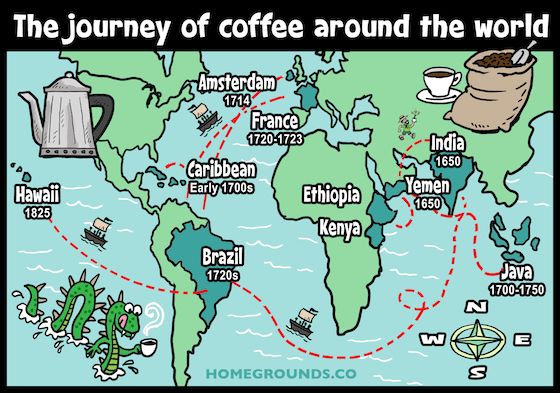 The journey of coffee around the world
Amsterdam
1714
France
1720-1723
India
1650
Caribbean
Early 1700s
Hawaii
1825
Ethiopia
Yemen
1650
Kenya
Brazil
1720s
Java
1700-1750
N
W E
S
HOMEGROUNDS.CO